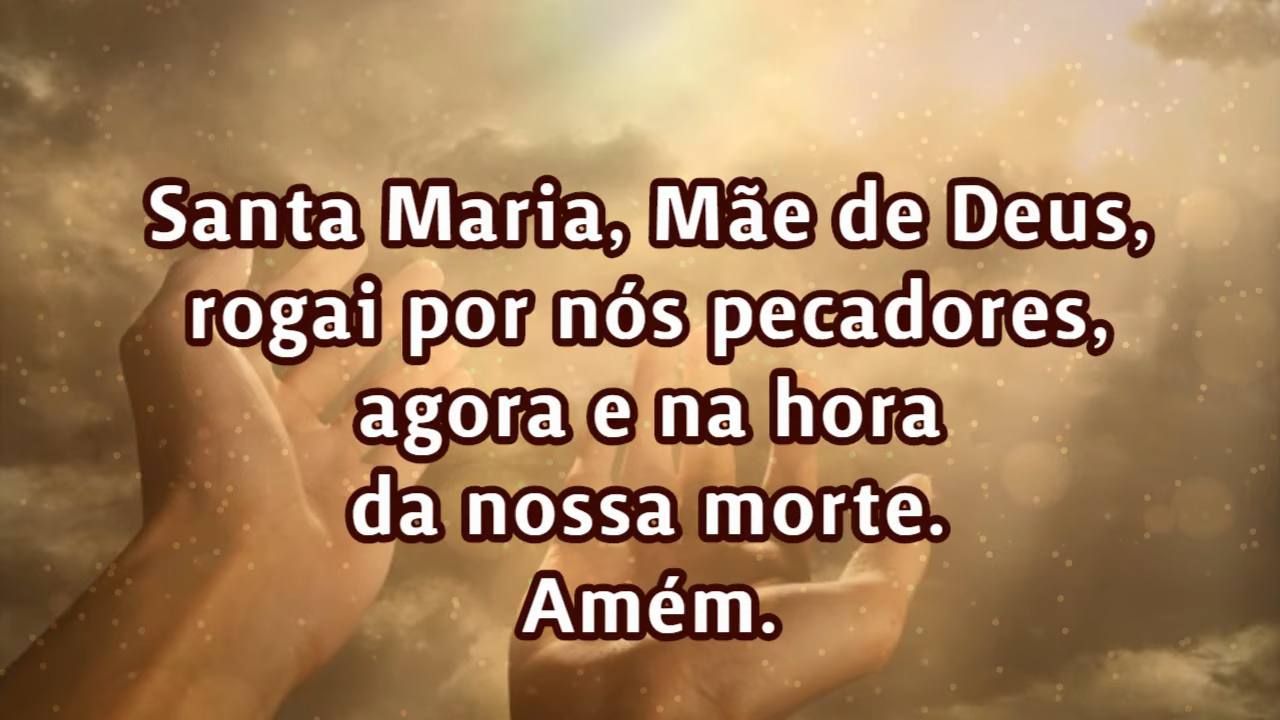 Santa Maria, Mãe de Deus,
rogai por nós pecadores,
agora e na hora
da nossa morte.
Amém.